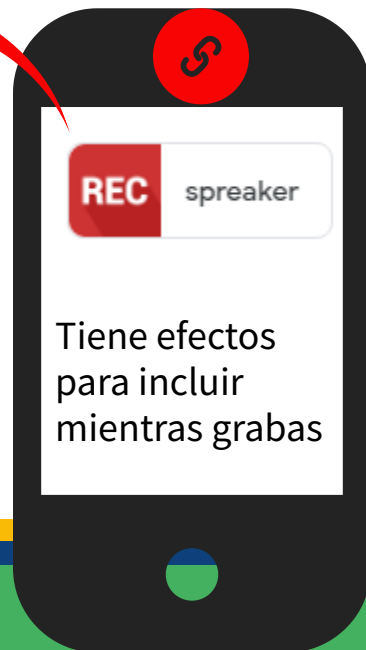 REC spreaker
Tiene efectos
para incluir
mientras grabas